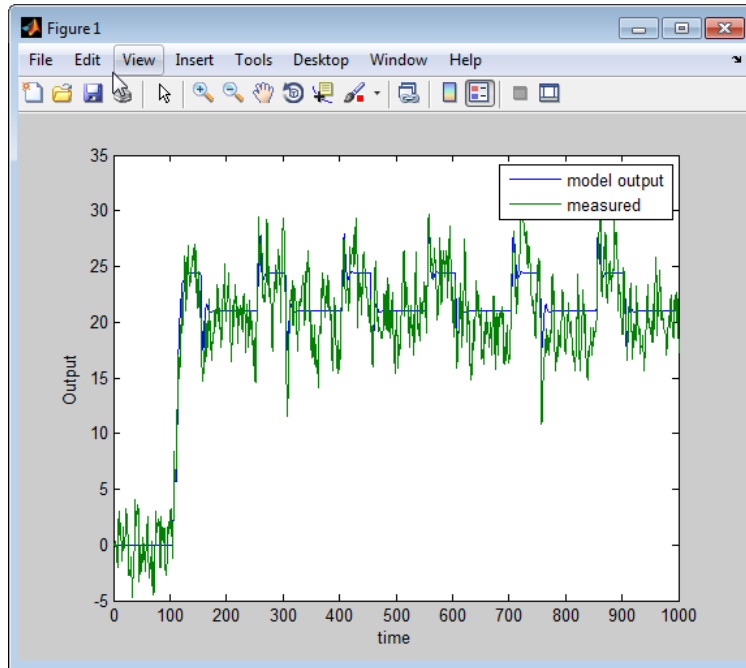 Figure 1
File Edit View Insert Tools Desktop Window Help
35
30
25
20
15
10
5
0
-5
Output
model output
measured
0 100 200 300 400 500 600 700 800 900 1000
time